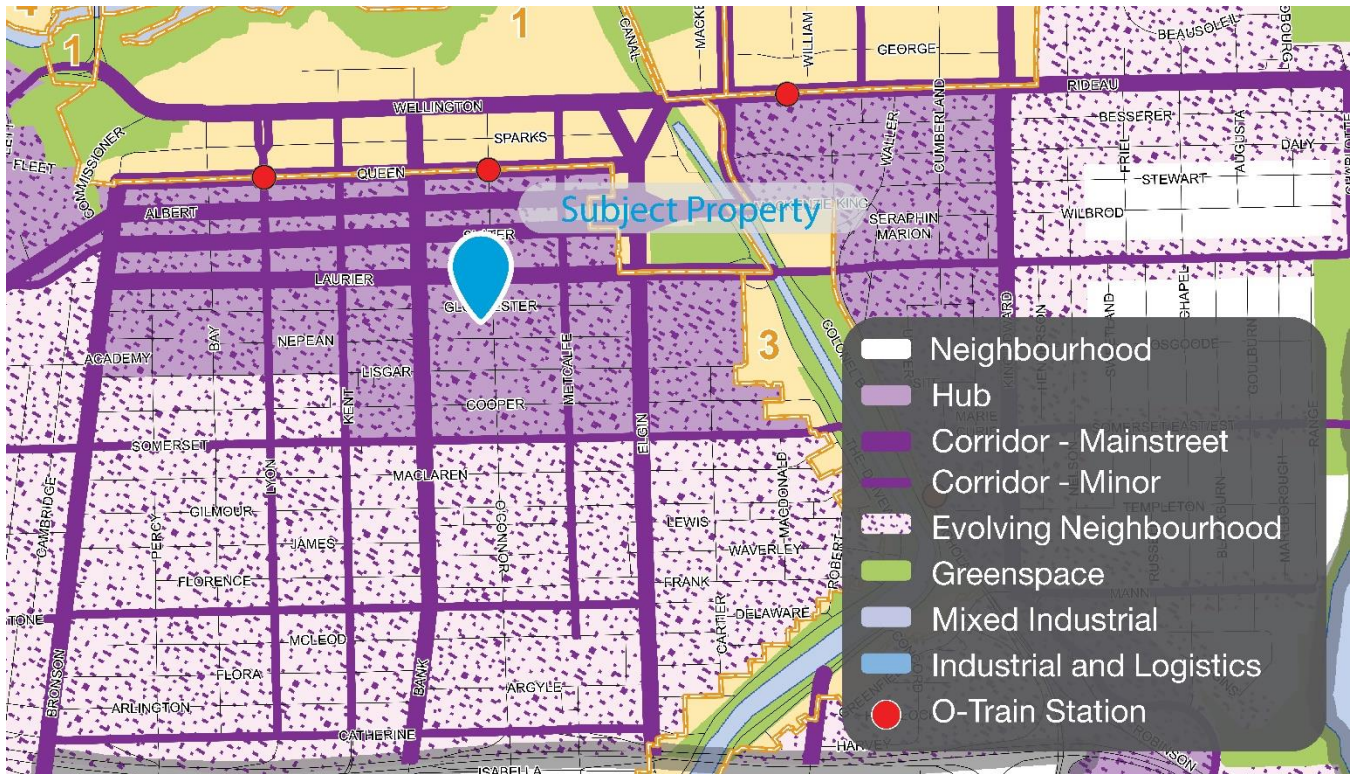 1
1
CANAL
WILLIAM
GEORGE
BEAUSOLEIL
RIDEAU
WELLINGTON
SPARKS
BESSERER
FRIEL
AUGUSTA
DALY
WALLER
CUMBERLAND
COMMISSIONER
FLEET
QUEEN
STEWART
ALBERT
Subject Property
SERAPHIN
MARION
WILBROD
LAURIER
BAY
NEPEAN
ACADEMY
LISGAR
KENT
COOPER
METCALFE
3
CHAPEL
SOMERSET
ELGIN
LYON
MACLAREN
CAMBRIDGE
GILMOUR
PERCY
O'CONNOR
LEWIS
MACDONALD
JAMES
WAVERLEY
FLORENCE
FRANK
ROBERT
DELAWARE
CARTIER
MCLEOD
FLORA
BANK
ARGYLE
BRONSON
ARLINGTON
CATHERINE
ISABELLA
Neighbourhood
Hub
Corridor - Mainstreet
Corridor - Minor
Evolving Neighbourhood
Greenspace
Mixed Industrial
Industrial and Logistics
O-Train Station